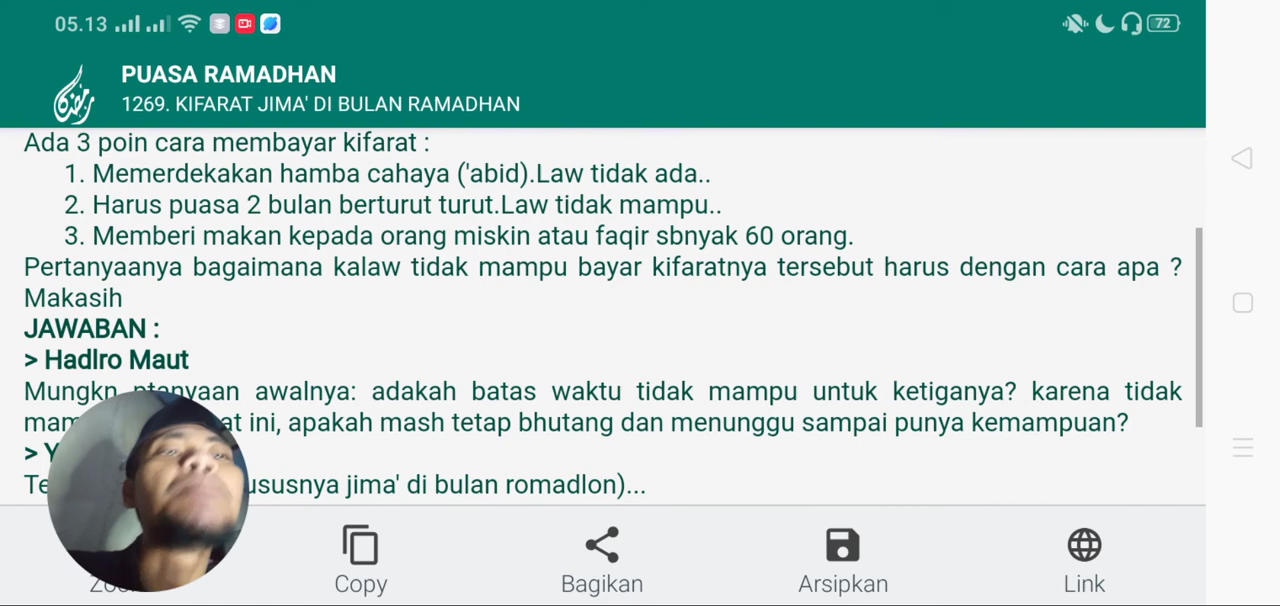 05.13
72
PUASA RAMADHAN
1269. KIFARAT JIMA' DI BULAN RAMADHAN
Ada 3 poin cara membayar kifarat :
1. Memerdekakan hamba cahaya ('abid).Law tidak ada..
2. Harus puasa 2 bulan berturut turut.Law tidak mampu..
3. Memberi makan kepada orang miskin atau faqir sbnyak 60 orang.
Pertanyaanya bagaimana kalaw tidak mampu bayar kifaratnya tersebut harus dengan cara apa ?
Makasih
JAWABAN :
> Hadlro Maut
Mungkn ptanyaan awalnya: adakah batas waktu tidak mampu untuk ketiganya? karena tidak
ini, apakah mash tetap bhutang dan menunggu sampai punya kemampuan?
>
jima' di bulan romadlon)...
Copy
Bagikan
Arsipkan
Link